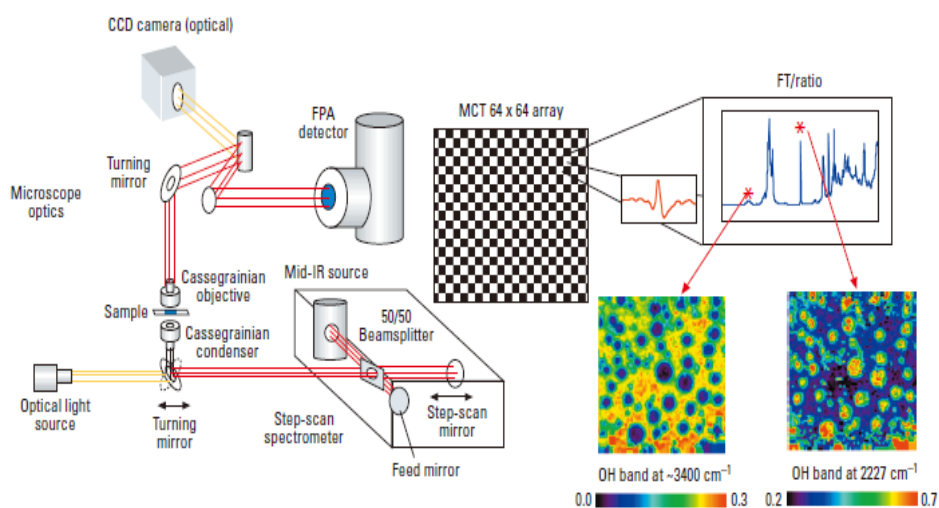 CCD camera (optical)
FT/ratio
FPA
detector
MCT 64 x 64 array
Turning
mirror
Microscope
optics
*
*
Cassegrainian
objective
Mid-IR source
Sample
50/50
Beamsplitter
Cassegrainian
condenser
Optical light
source
Turning
mirror
Step-scan
spectrometer
Step-scan
mirror
Feed mirror
OH band at ~3400 cm⁻¹
OH band at 2227 cm⁻¹
0.0 0.3
0.2 0.7